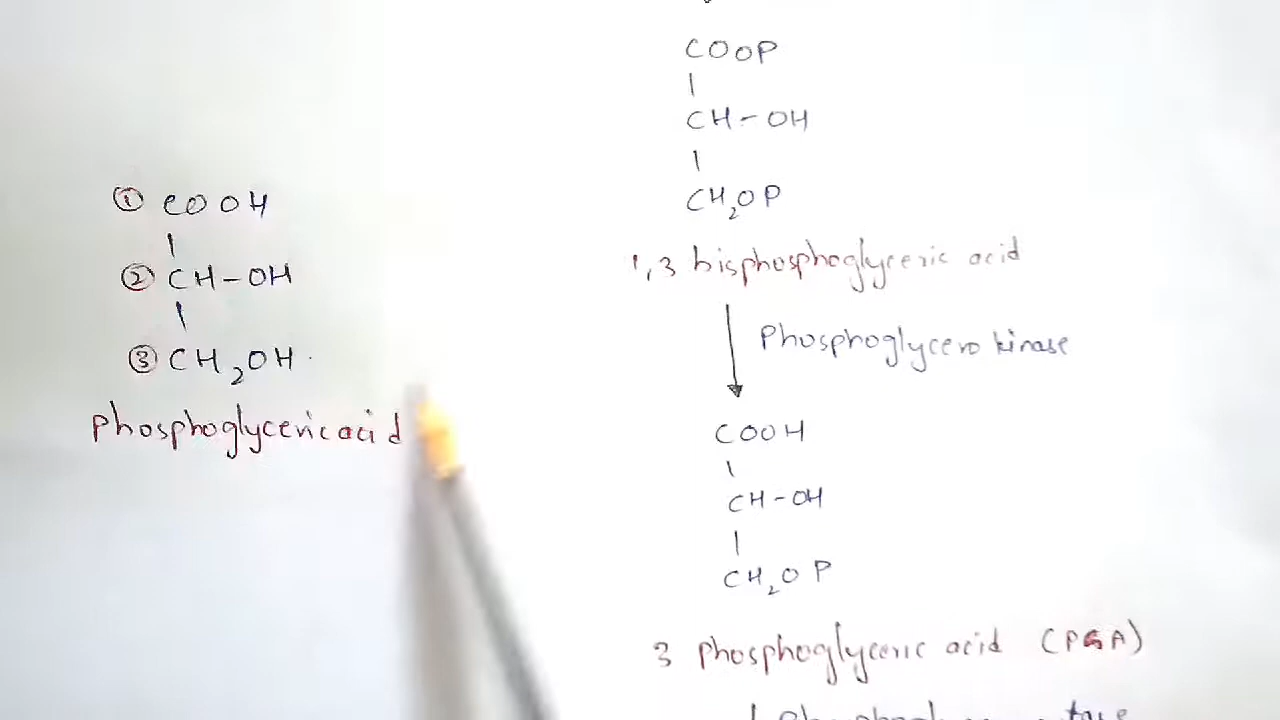 ① COOH
|
② CH-OH
|
③ CH2OH
Phosphoglyceric acid
COOP
|
CH-OH
|
CH2OP
1,3 bisphosphoglyceric acid
Phosphoglycero kinase
COOH
|
CH-OH
|
CH2OP
3 phosphoglyceric acid (PGA)